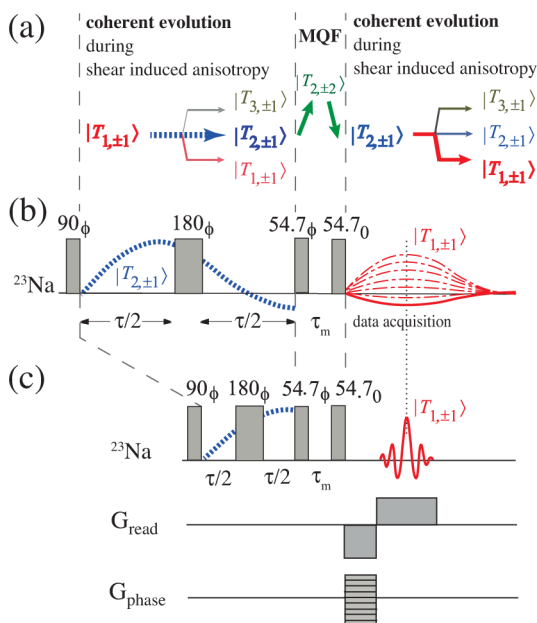 (a) coherent evolution
during
shear induced anisotropy
MQF
coherent evolution
during
shear induced anisotropy
|T₂,±₂⟩
|T₃,±₁⟩
|T₁,±₁⟩ |T₂,±₁⟩
|T₁,±₁⟩
|T₃,±₁⟩
|T₂,±₁⟩ |T₂,±₁⟩
|T₁,±₁⟩
(b)
90ϕ 180ϕ 54.7ϕ 54.7₀
|T₁,±₁⟩
²³Na |T₂,±₁⟩
τ/2 τ/2 τₘ data acquisition
(c)
90ϕ 180ϕ 54.7ϕ 54.7₀
|T₁,±₁⟩
²³Na
τ/2 τ/2 τₘ
G_read
G_phase